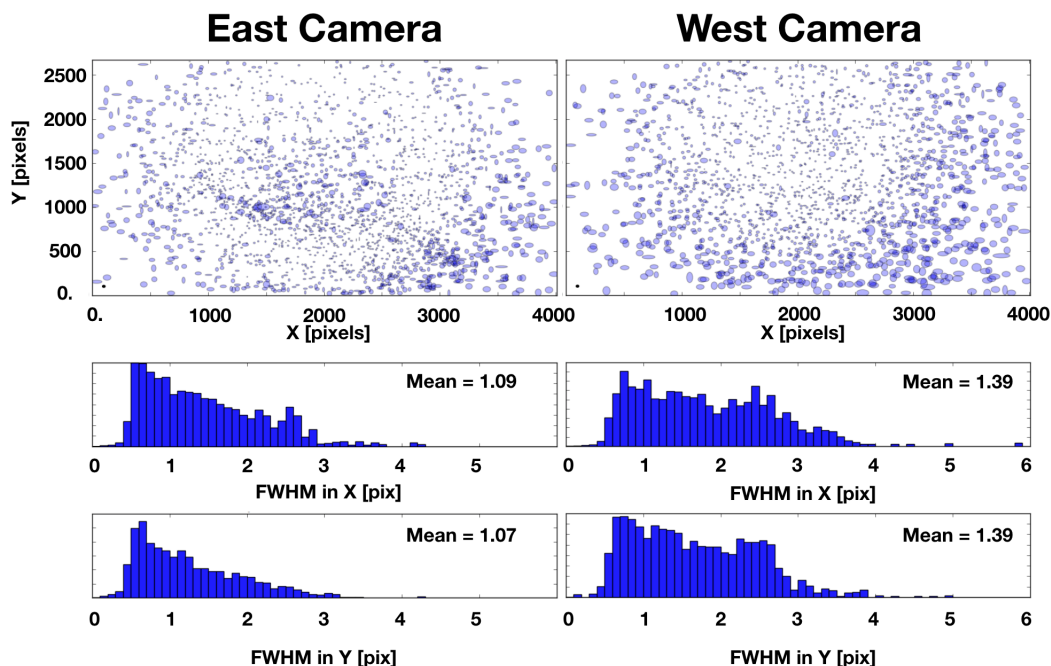 East Camera West Camera
2500
2000
1500
1000
500
0.
Y [pixels]
0. 1000 2000 3000 4000 1000 2000 3000 4000
X [pixels] X [pixels]
Mean = 1.09 Mean = 1.39
0 1 2 3 4 5 0 1 2 3 4 5 6
FWHM in X [pix] FWHM in X [pix]
Mean = 1.07 Mean = 1.39
0 1 2 3 4 5 0 1 2 3 4 5 6
FWHM in Y [pix] FWHM in Y [pix]